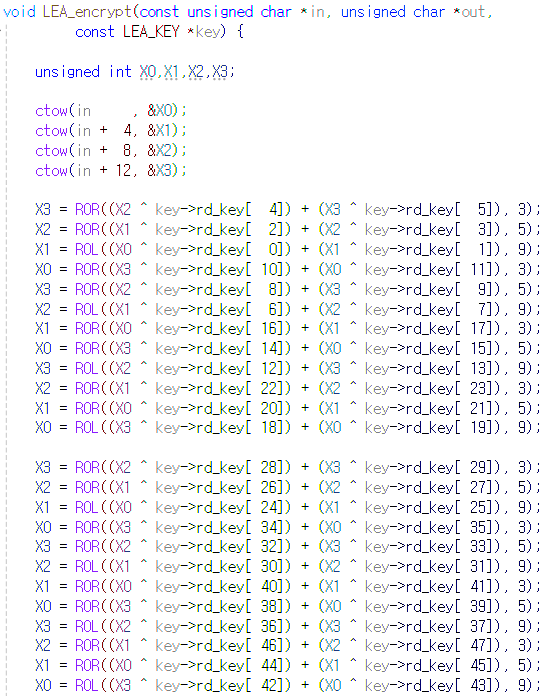 void LEA_encrypt(const unsigned char *in, unsigned char *out,
const LEA_KEY *key) {
unsigned int X0,X1,X2,X3;
ctow(in     , &X0);
ctow(in +  4, &X1);
ctow(in +  8, &X2);
ctow(in + 12, &X3);
X3 = ROR((X2 ^ key->rd_key[  4]) + (X3 ^ key->rd_key[  5]), 3);
X2 = ROR((X1 ^ key->rd_key[  2]) + (X2 ^ key->rd_key[  3]), 5);
X1 = ROL((X0 ^ key->rd_key[  0]) + (X1 ^ key->rd_key[  1]), 9);
X0 = ROR((X3 ^ key->rd_key[ 10]) + (X0 ^ key->rd_key[ 11]), 3);
X3 = ROR((X2 ^ key->rd_key[  8]) + (X3 ^ key->rd_key[  9]), 5);
X2 = ROL((X1 ^ key->rd_key[  6]) + (X2 ^ key->rd_key[  7]), 9);
X1 = ROR((X0 ^ key->rd_key[ 16]) + (X1 ^ key->rd_key[ 17]), 3);
X0 = ROR((X3 ^ key->rd_key[ 14]) + (X0 ^ key->rd_key[ 15]), 5);
X3 = ROL((X2 ^ key->rd_key[ 12]) + (X3 ^ key->rd_key[ 13]), 9);
X2 = ROR((X1 ^ key->rd_key[ 22]) + (X2 ^ key->rd_key[ 23]), 3);
X1 = ROR((X0 ^ key->rd_key[ 20]) + (X1 ^ key->rd_key[ 21]), 5);
X0 = ROL((X3 ^ key->rd_key[ 18]) + (X0 ^ key->rd_key[ 19]), 9);
X3 = ROR((X2 ^ key->rd_key[ 28]) + (X3 ^ key->rd_key[ 29]), 3);
X2 = ROR((X1 ^ key->rd_key[ 26]) + (X2 ^ key->rd_key[ 27]), 5);
X1 = ROL((X0 ^ key->rd_key[ 24]) + (X1 ^ key->rd_key[ 25]), 9);
X0 = ROR((X3 ^ key->rd_key[ 34]) + (X0 ^ key->rd_key[ 35]), 3);
X3 = ROR((X2 ^ key->rd_key[ 32]) + (X3 ^ key->rd_key[ 33]), 5);
X2 = ROL((X1 ^ key->rd_key[ 30]) + (X2 ^ key->rd_key[ 31]), 9);
X1 = ROR((X0 ^ key->rd_key[ 40]) + (X1 ^ key->rd_key[ 41]), 3);
X0 = ROR((X3 ^ key->rd_key[ 38]) + (X0 ^ key->rd_key[ 39]), 5);
X3 = ROL((X2 ^ key->rd_key[ 36]) + (X3 ^ key->rd_key[ 37]), 9);
X2 = ROR((X1 ^ key->rd_key[ 46]) + (X2 ^ key->rd_key[ 47]), 3);
X1 = ROR((X0 ^ key->rd_key[ 44]) + (X1 ^ key->rd_key[ 45]), 5);
X0 = ROL((X3 ^ key->rd_key[ 42]) + (X0 ^ key->rd_key[ 43]), 9);